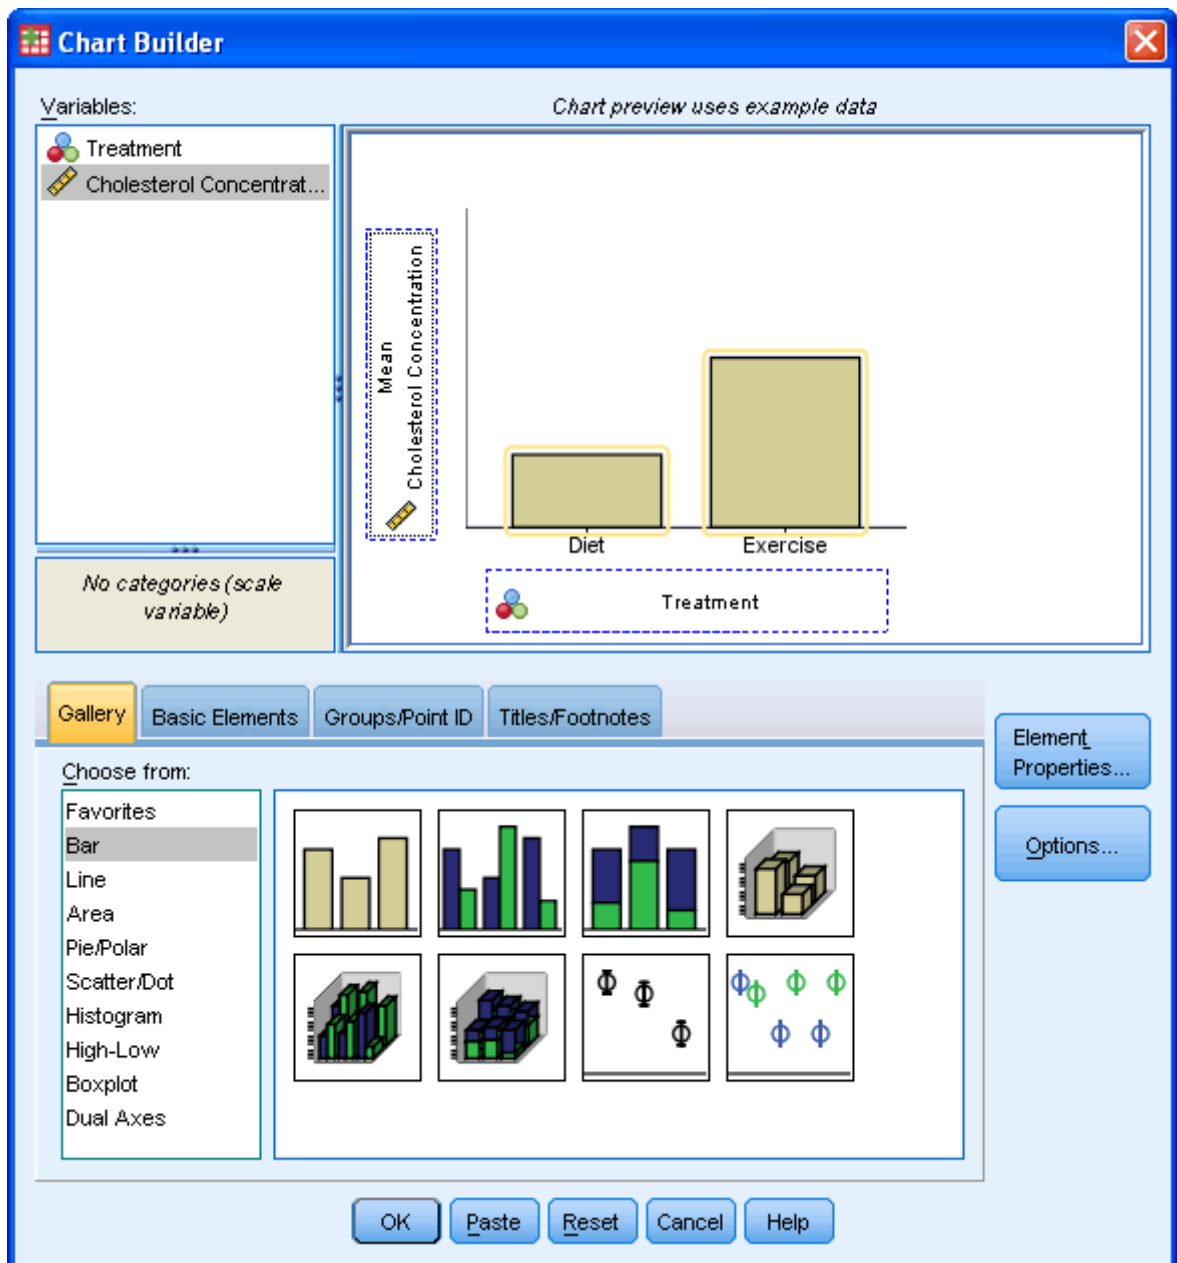 Chart Builder
Variables:
Chart preview uses example data
Treatment
Cholesterol Concentrat...
Mean
Cholesterol Concentration
Diet
Exercise
Treatment
No categories (scale
variable)
Gallery
Basic Elements
Groups/Point ID
Titles/Footnotes
Element
Properties...
Options...
Choose from:
Favorites
Bar
Line
Area
Pie/Polar
Scatter/Dot
Histogram
High-Low
Boxplot
Dual Axes
OK
Paste
Reset
Cancel
Help